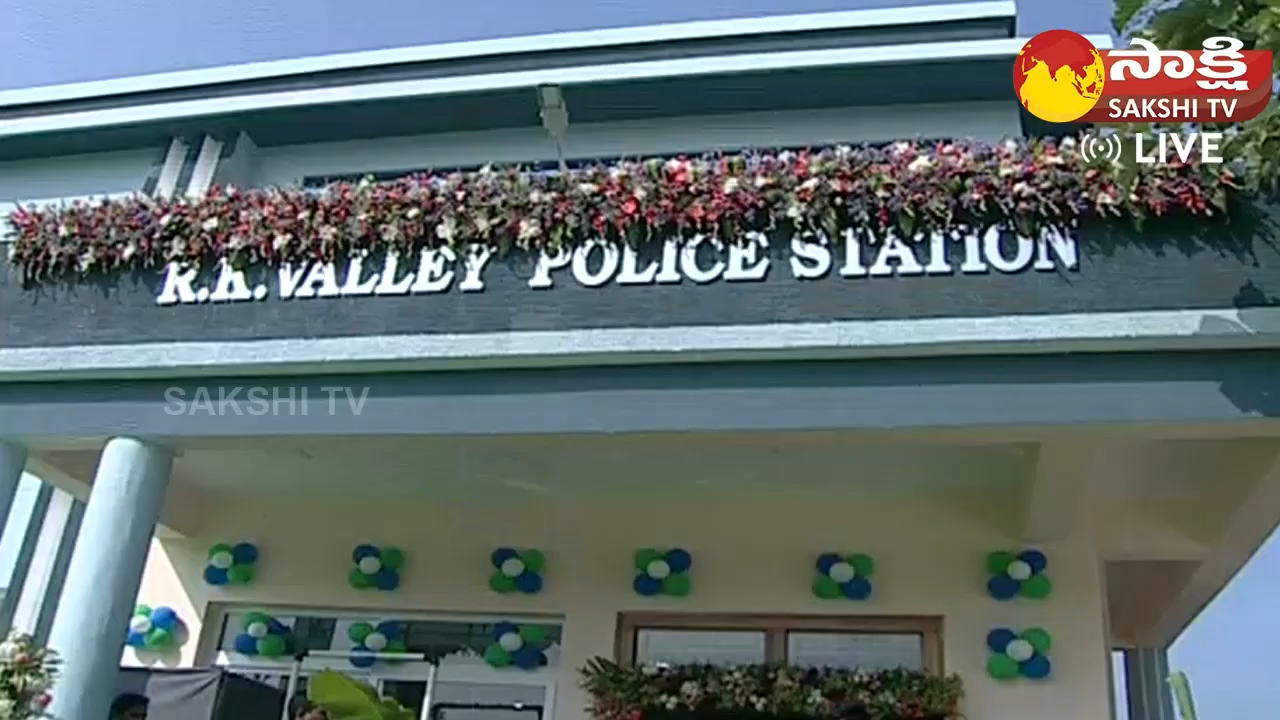 సాక్షి
SAKSHI TV
LIVE
R.K.VALLEY POLICE STATION
SAKSHI TV